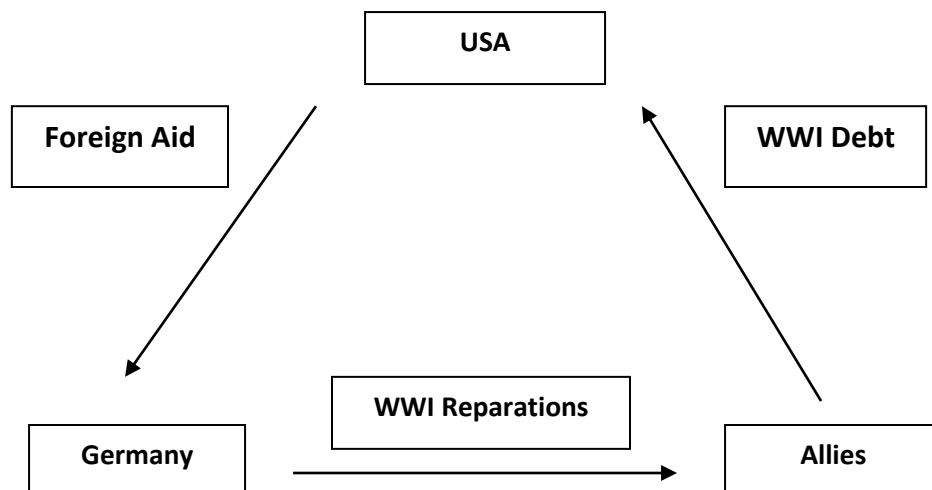 USA
Foreign Aid
WWI Debt
WWI Reparations
Germany
Allies